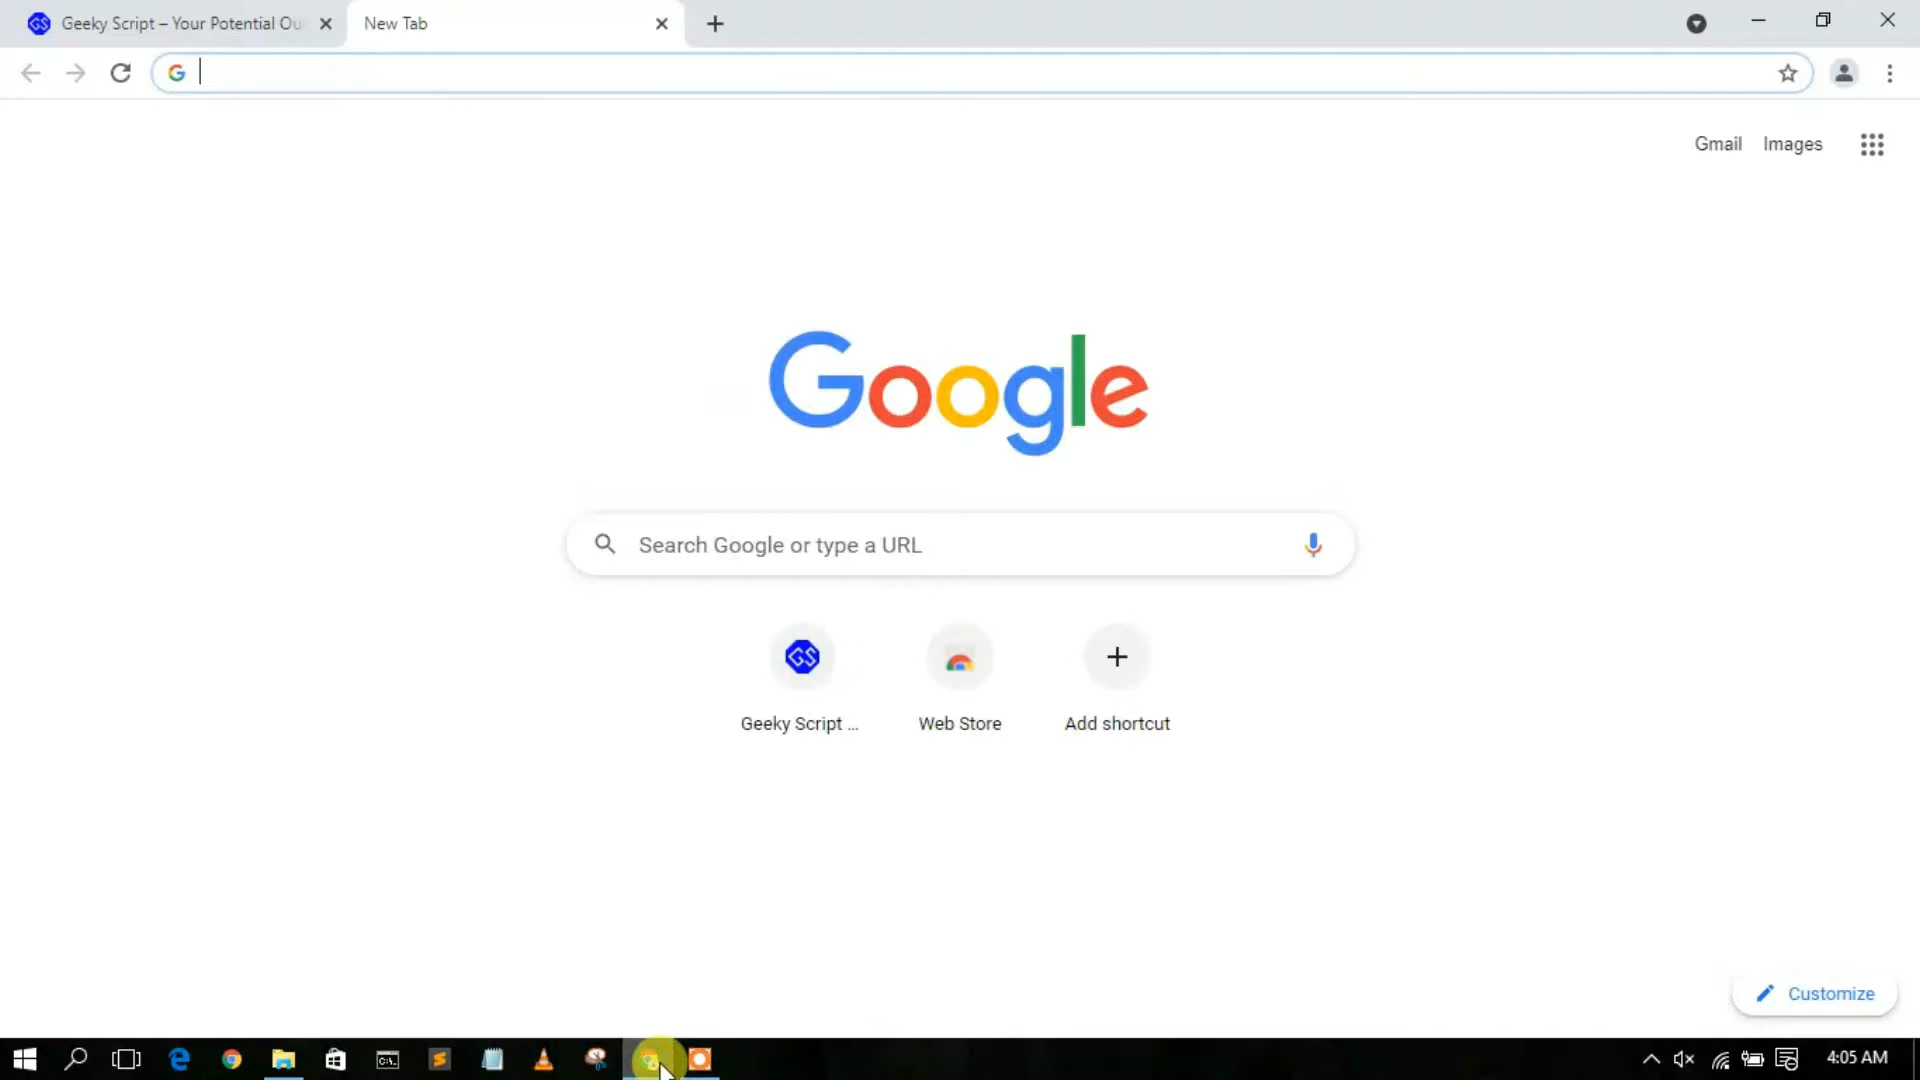 Geeky Script – Your Potential Ou
New Tab
Gmail Images
Google
Search Google or type a URL
Geeky Script ...
Web Store
Add shortcut
Customize
4:05 AM